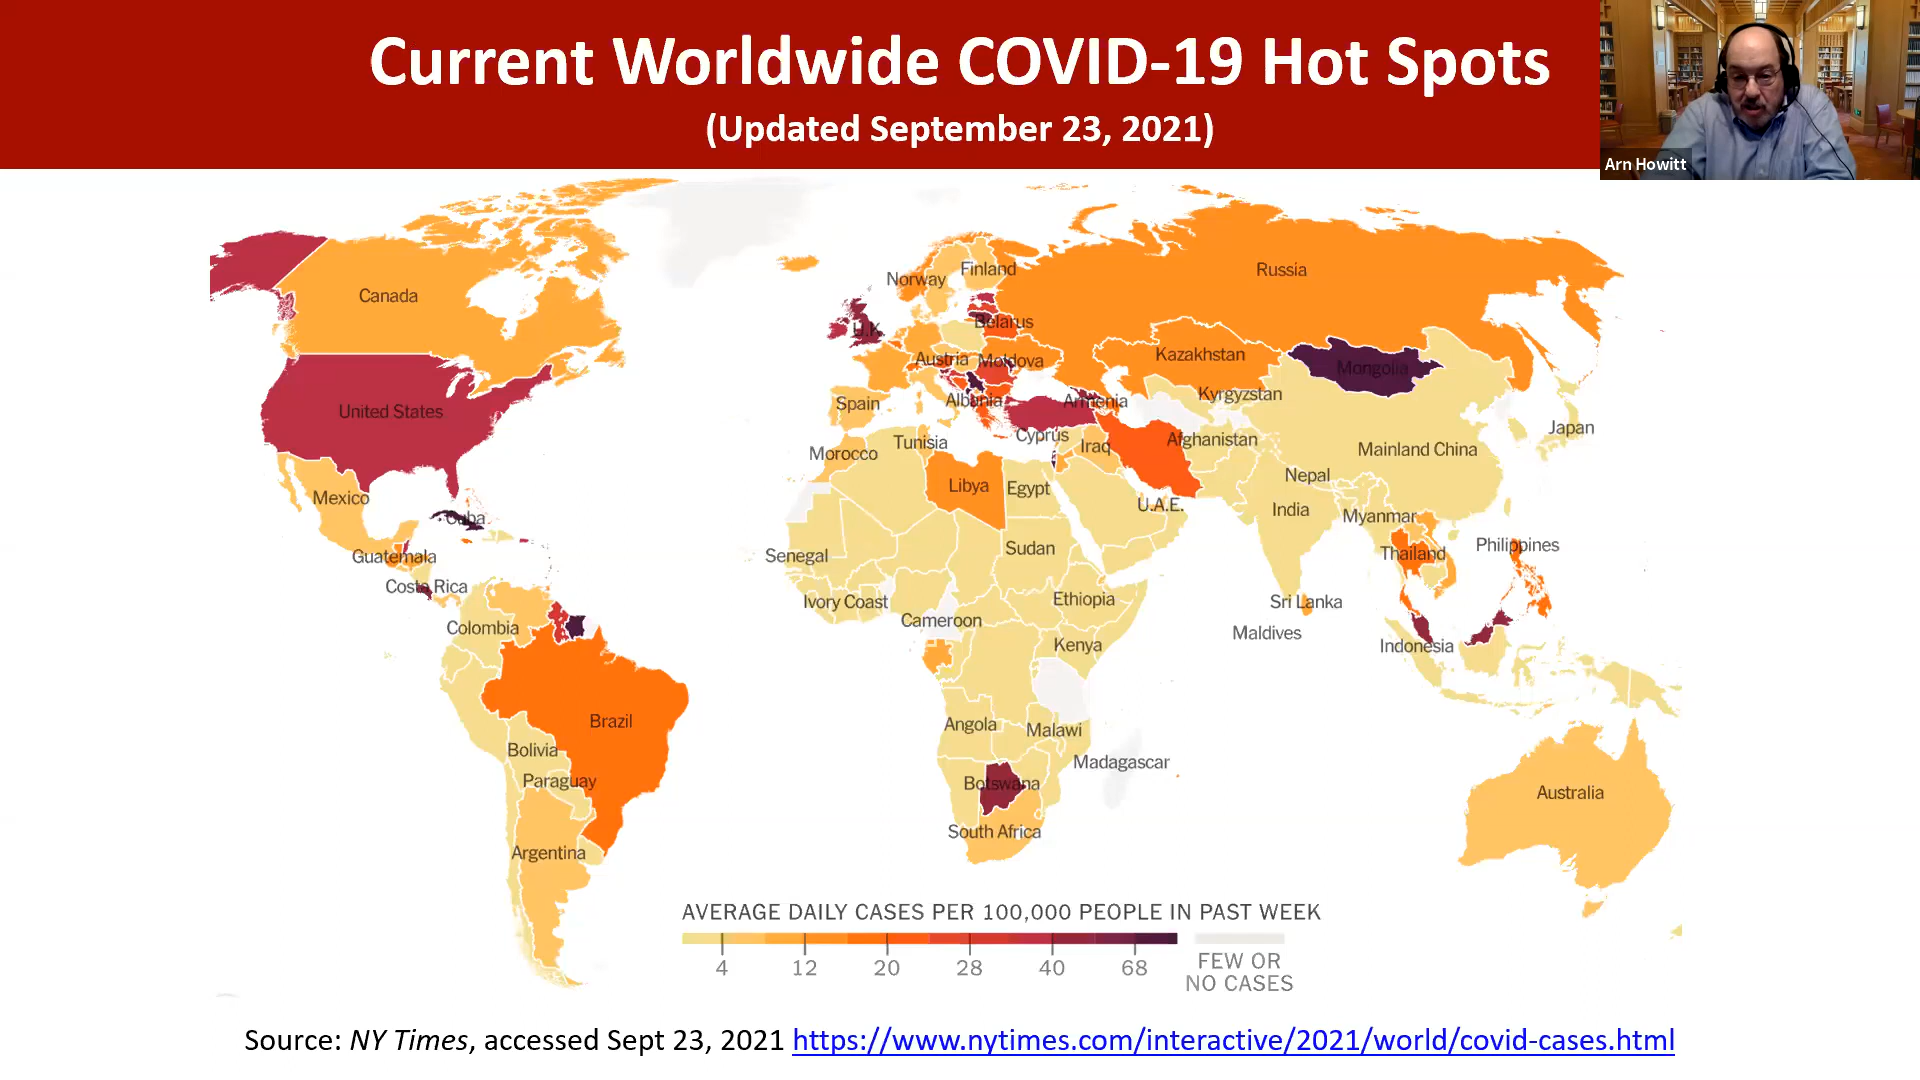 Current Worldwide COVID-19 Hot Spots
(Updated September 23, 2021)
Arn Howitt
Canada
Norway
Finland
Russia
U.K.
Belarus
Austria
Moldova
Kazakhstan
Mongolia
Kyrgyzstan
United States
Spain
Albania
Armenia
Japan
Cyprus
Tunisia
Afghanistan
Morocco
Iraq
Mainland China
Mexico
Libya
Egypt
Nepal
U.A.E.
India
Cuba
Myanmar
Guatemala
Senegal
Sudan
Thailand
Philippines
Costa Rica
Ivory Coast
Ethiopia
Sri Lanka
Colombia
Cameroon
Maldives
Kenya
Indonesia
Brazil
Angola
Malawi
Bolivia
Madagascar
Paraguay
Botswana
Australia
South Africa
Argentina
AVERAGE DAILY CASES PER 100,000 PEOPLE IN PAST WEEK
4 12 20 28 40 68
FEW OR
NO CASES
Source: NY Times, accessed Sept 23, 2021 https://www.nytimes.com/interactive/2021/world/covid-cases.html